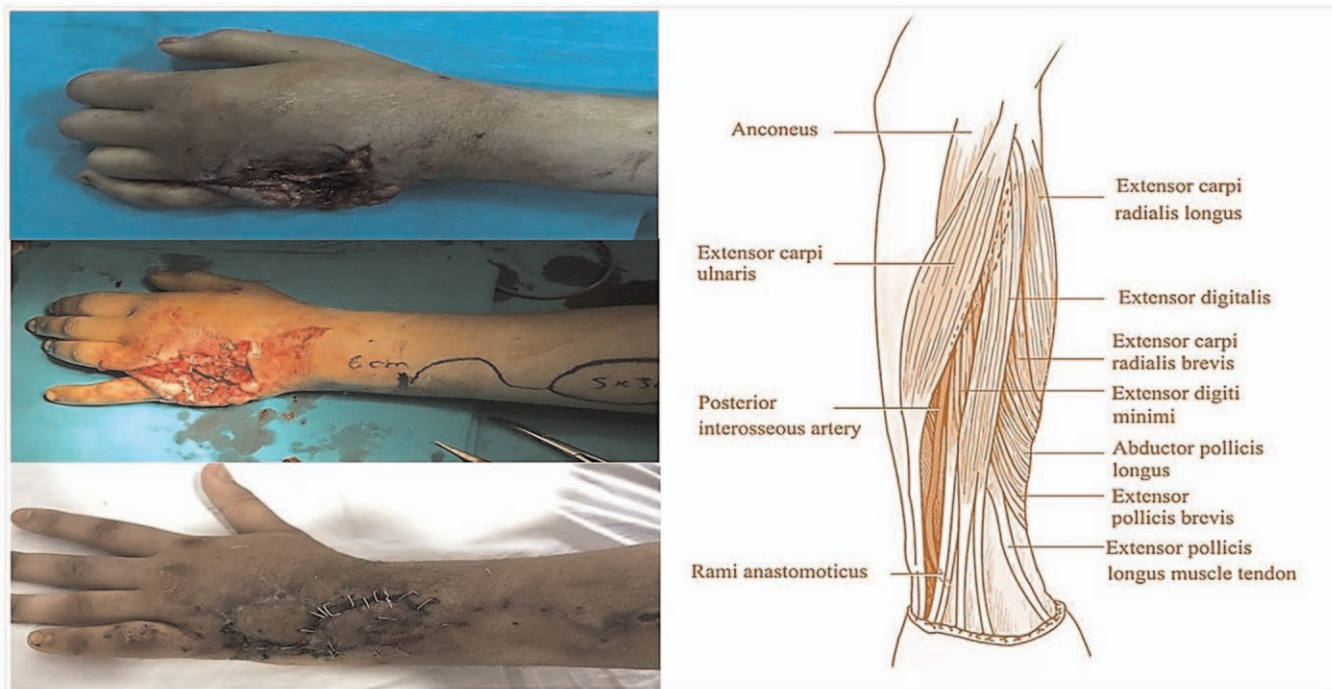 6cm
5x3
Anconeus
Extensor carpi
ulnaris
Posterior
interosseous artery
Rami anastomoticus
Extensor carpi
radialis longus
Extensor digitalis
Extensor carpi
radialis brevis
Extensor digiti
minimi
Abductor pollicis
longus
Extensor
pollicis brevis
Extensor pollicis
longus muscle tendon